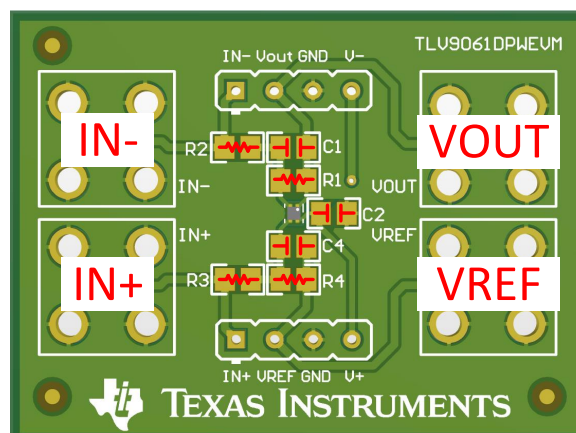 TLV9061DPWEVM
IN- Vout GND V-
IN-
VOUT
R2
C1
R1
IN-
VOUT
C2
IN+
VREF
C4
IN+
VREF
R3
R4
IN+ VREF GND V+
TEXAS INSTRUMENTS